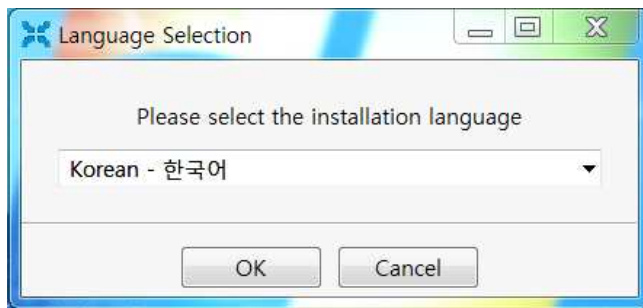 Language Selection
Please select the installation language
Korean - 한국어
OK
Cancel